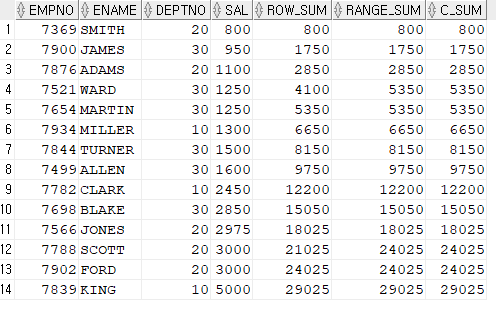 EMPNO ENAME DEPTNO SAL ROW_SUM RANGE_SUM C_SUM
1 7369 SMITH 20 800 800 800 800
2 7900 JAMES 30 950 1750 1750 1750
3 7876 ADAMS 20 1100 2850 2850 2850
4 7521 WARD 30 1250 4100 5350 5350
5 7654 MARTIN 30 1250 5350 5350 5350
6 7934 MILLER 10 1300 6650 6650 6650
7 7844 TURNER 30 1500 8150 8150 8150
8 7499 ALLEN 30 1600 9750 9750 9750
9 7782 CLARK 10 2450 12200 12200 12200
10 7698 BLAKE 30 2850 15050 15050 15050
11 7566 JONES 20 2975 18025 18025 18025
12 7788 SCOTT 20 3000 21025 24025 24025
13 7902 FORD 20 3000 24025 24025 24025
14 7839 KING 10 5000 29025 29025 29025